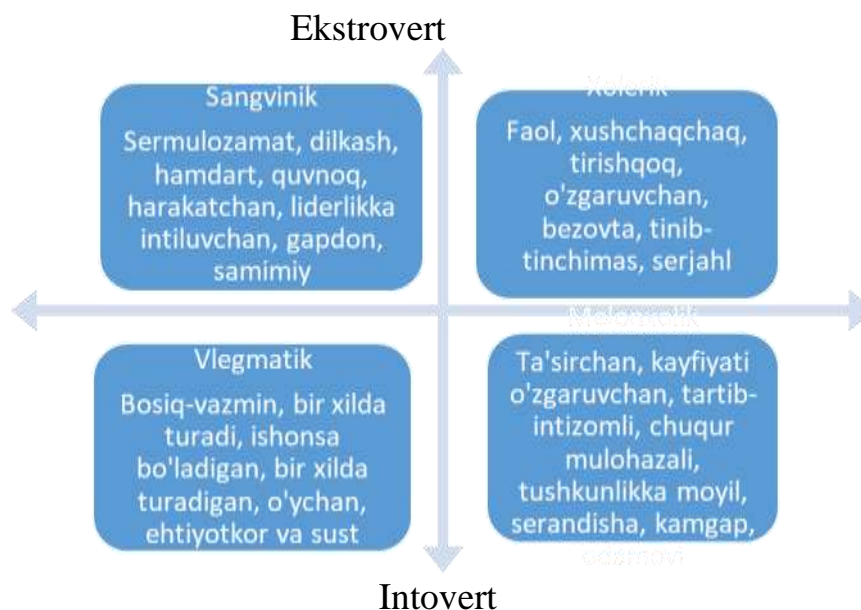 Ekstrovert
Sangvinik
Sermulozamat, dilkash,
hamdart, quvnoq,
harakatchan, liderlikka
intiluvchan, gapdon,
samimiy
Xolerik
Faol, xushchaqchaq,
tirishqoq,
o'zgaruvchan,
bezovta, tinib-
tinchimas, serjahl
Vlegmatik
Bosiq-vazmin, bir xilda
turadi, ishonsa
bo'ladigan, bir xilda
turadigan, o'ychan,
ehtiyotkor va sust
Ta'sirchan, kayfiyati
o'zgaruvchan, tartib-
intizomli, chuqur
mulohazali,
tushkunlikka moyil,
serandisha, kamgap,
Intovert